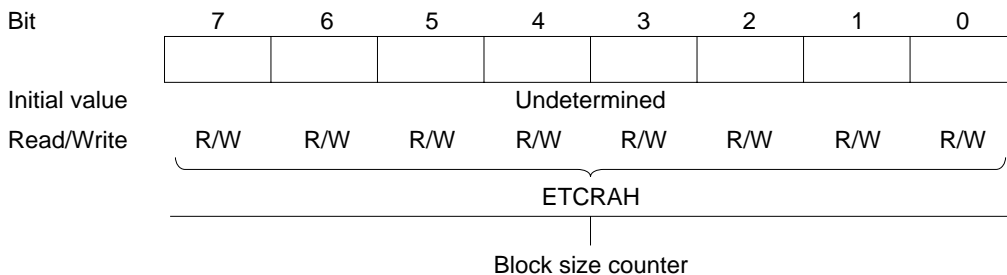 Bit 7 6 5 4 3 2 1 0
Initial value Undetermined
Read/Write R/W R/W R/W R/W R/W R/W R/W R/W
ETCRAH
Block size counter